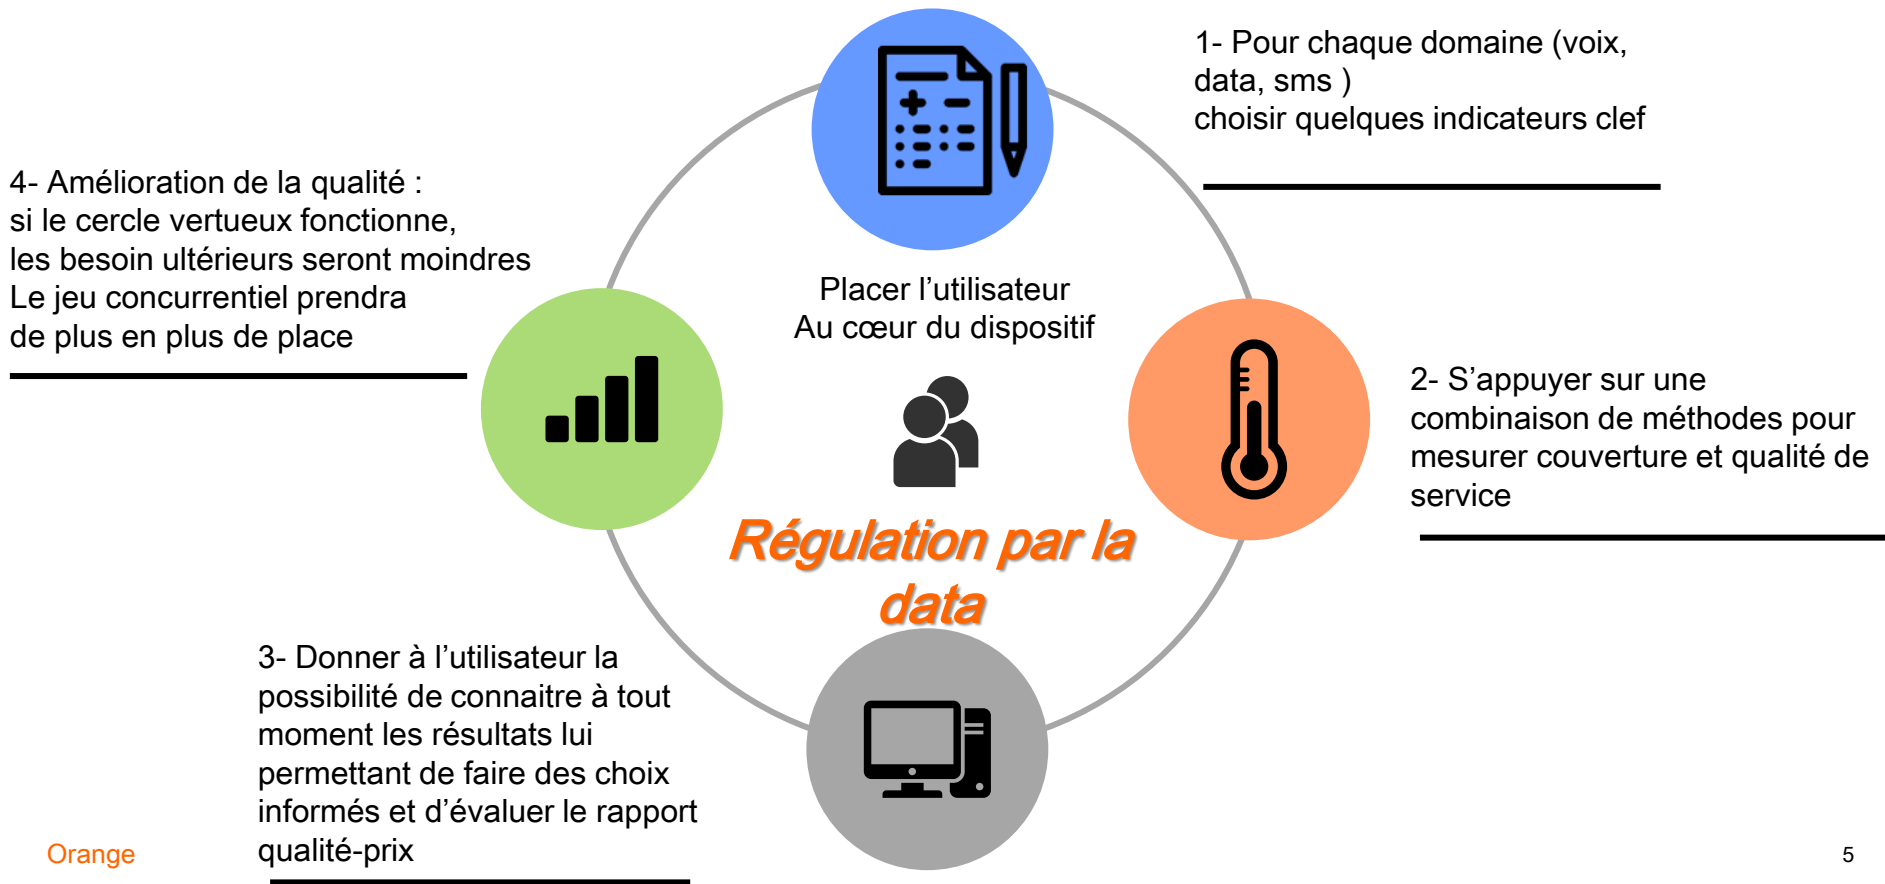 1- Pour chaque domaine (voix,
data, sms )
choisir quelques indicateurs clef
4- Amélioration de la qualité :
si le cercle vertueux fonctionne,
les besoin ultérieurs seront moindres
Le jeu concurrentiel prendra
de plus en plus de place
Placer l’utilisateur
Au cœur du dispositif
2- S’appuyer sur une
combinaison de méthodes pour
mesurer couverture et qualité de
service
Régulation par la
data
3- Donner à l’utilisateur la
possibilité de connaitre à tout
moment les résultats lui
permettant de faire des choix
informés et d’évaluer le rapport
qualité-prix
Orange
5